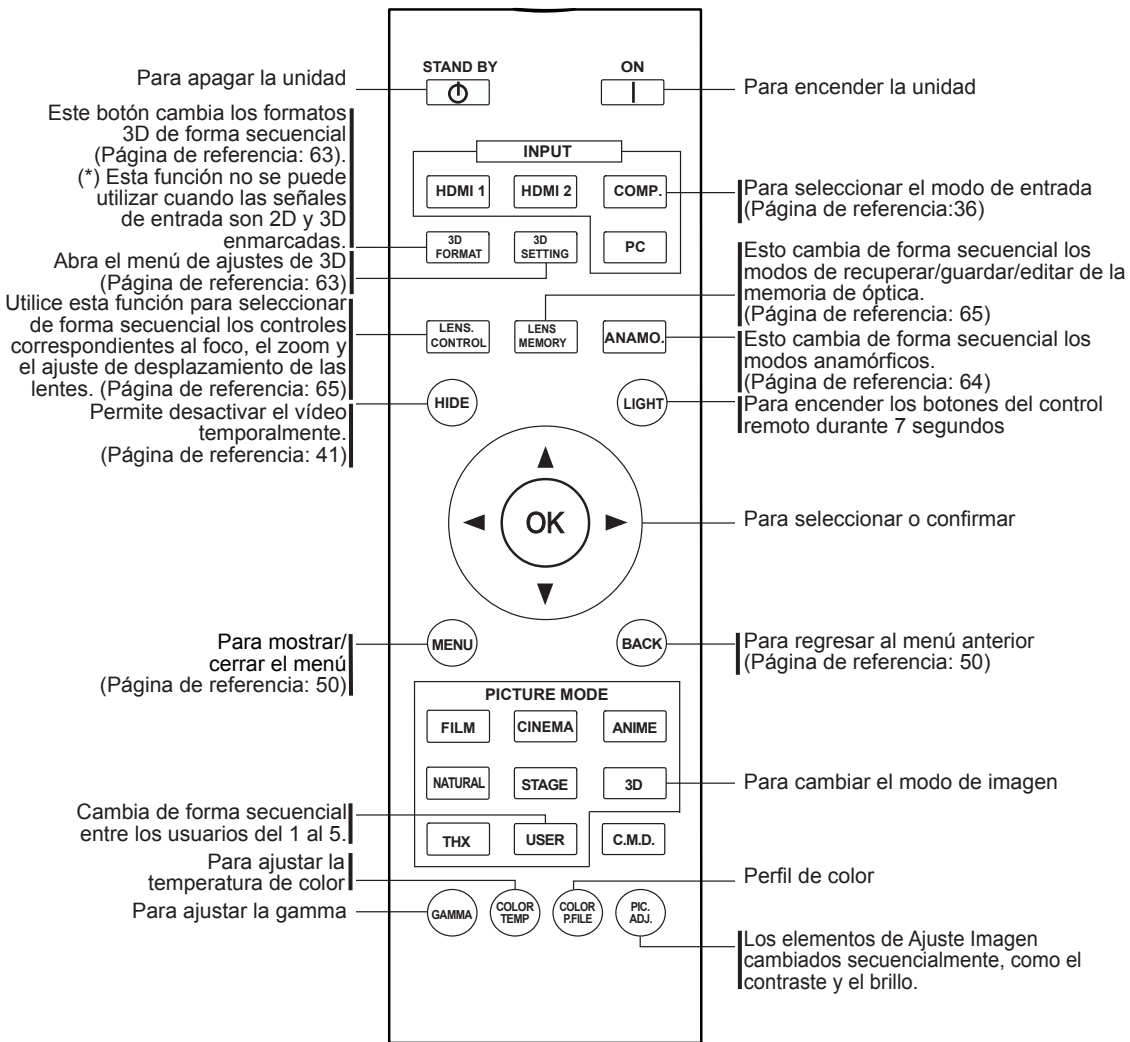 STAND BY
ON
Para apagar la unidad
Para encender la unidad
Este botón cambia los formatos
3D de forma secuencial
(Página de referencia: 63).
(*) Esta función no se puede
utilizar cuando las señales
de entrada son 2D y 3D
enmarcadas.
INPUT
HDMI 1
HDMI 2
COMP.
Para seleccionar el modo de entrada
(Página de referencia:36)
3D
FORMAT
3D
SETTING
PC
Abra el menú de ajustes de 3D
(Página de referencia: 63)
Esto cambia de forma secuencial los
modos de recuperar/guardar/editar de la
memoria de óptica.
(Página de referencia: 65)
Utilice esta función para seleccionar
de forma secuencial los controles
correspondientes al foco, el zoom y
el ajuste de desplazamiento de las
lentes. (Página de referencia: 65)
LENS.
CONTROL
LENS
MEMORY
ANAMO.
Esto cambia de forma secuencial los
modos anamórficos.
(Página de referencia: 64)
Permite desactivar el vídeo
temporalmente.
(Página de referencia: 41)
HIDE
LIGHT
Para encender los botones del control
remoto durante 7 segundos
OK
Para seleccionar o confirmar
Para mostrar/
cerrar el menú
(Página de referencia: 50)
MENU
BACK
Para regresar al menú anterior
(Página de referencia: 50)
PICTURE MODE
FILM
CINEMA
ANIME
NATURAL
STAGE
3D
Para cambiar el modo de imagen
Cambia de forma secuencial
entre los usuarios del 1 al 5.
THX
USER
C.M.D.
Para ajustar la
temperatura de color
Perfil de color
Para ajustar la gamma
GAMMA
COLOR
TEMP
COLOR
P.FILE
PIC.
ADJ.
Los elementos de Ajuste Imagen
cambiados secuencialmente, como el
contraste y el brillo.